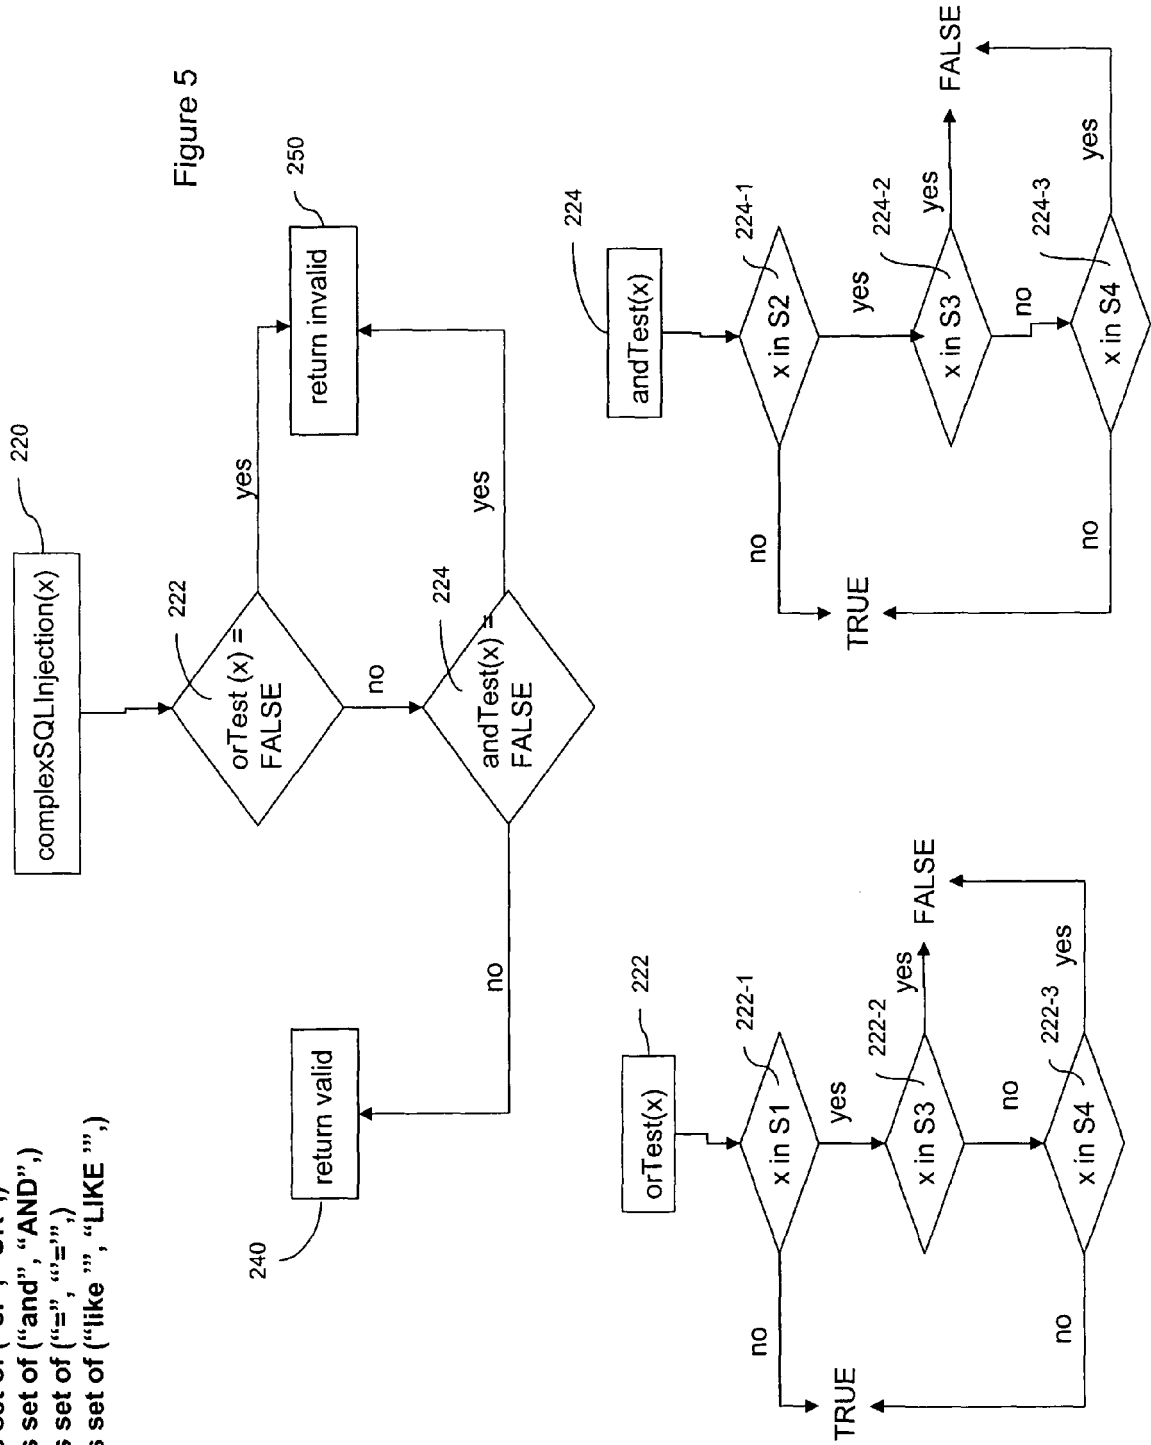 s set of ("and", "AND",)
s set of ("=", "'=",)
s set of ("like '", "LIKE '",)
Figure 5
complexSQLInjection(x)
220
orTest (x) =
FALSE
222
yes
no
return invalid
250
andTest(x) =
FALSE
224
yes
no
return valid
240
orTest(x)
222
x in S1
222-1
no
yes
x in S3
222-2
yes
FALSE
no
x in S4
222-3
yes
no
TRUE
andTest(x)
224
x in S2
224-1
no
yes
x in S3
224-2
yes
FALSE
no
x in S4
224-3
yes
no
TRUE